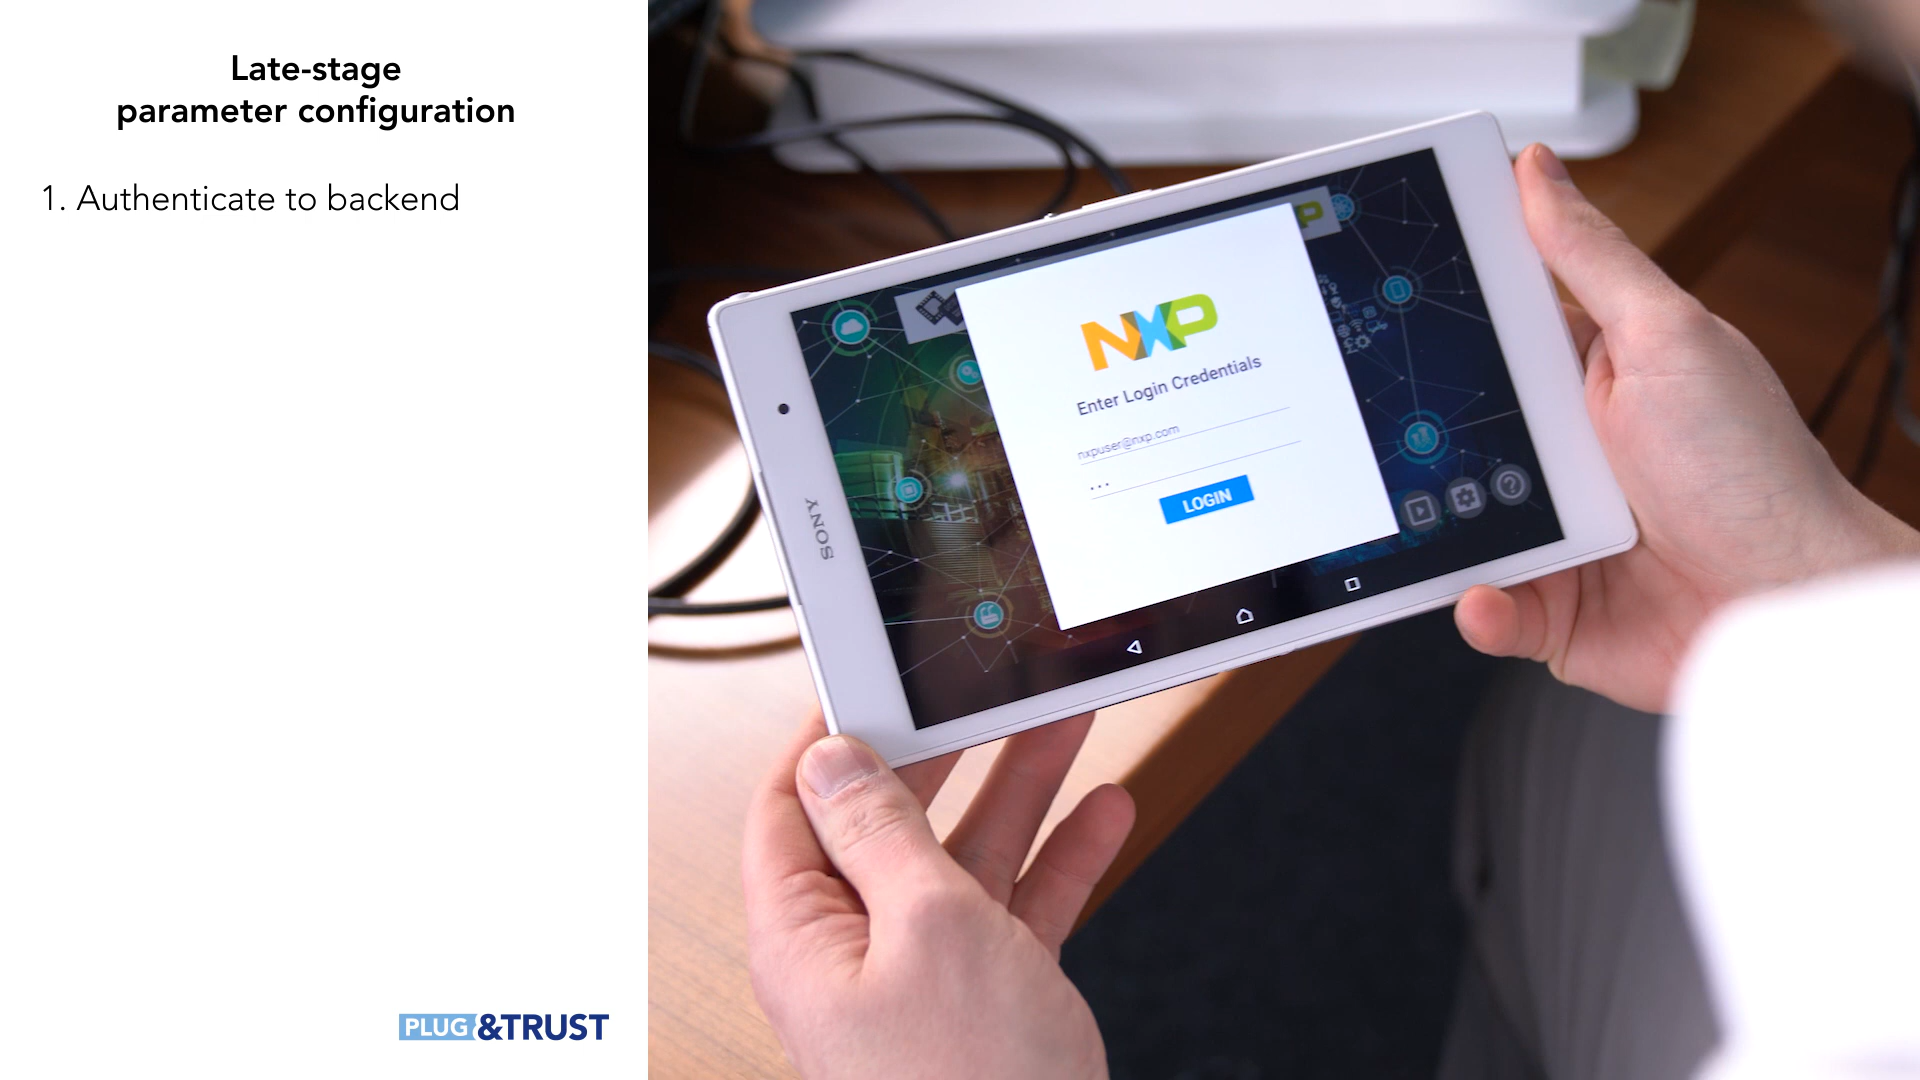 Late-stage
parameter configuration
1. Authenticate to backend
NXP
Enter Login Credentials
nxpuser@nxp.com
LOGIN
SONY
PLUG &TRUST